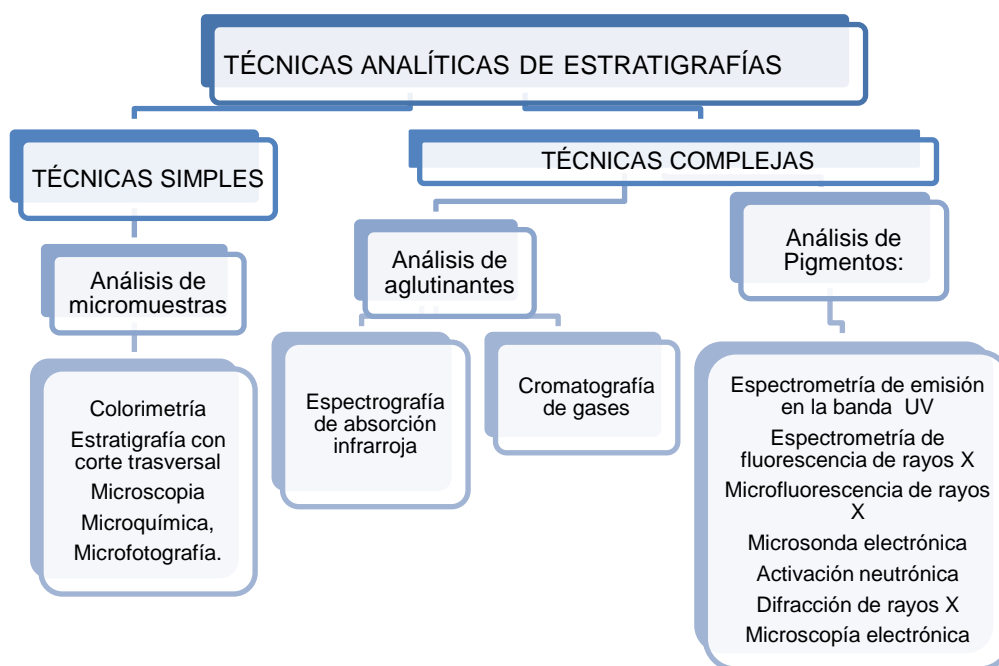 TÉCNICAS ANALÍTICAS DE ESTRATIGRAFÍAS
TÉCNICAS SIMPLES
TÉCNICAS COMPLEJAS
Análisis de
micromuestras
Análisis de
aglutinantes
Análisis de
Pigmentos:
Colorimetría
Estratigrafía con
corte trasversal
Microscopia
Microquímica,
Microfotografía.
Espectrografía
de absorción
infrarroja
Cromatografía
de gases
Espectrometría de emisión
en la banda UV
Espectrometría de
fluorescencia de rayos X
Microfluorescencia de rayos
X
Microsonda electrónica
Activación neutrónica
Difracción de rayos X
Microscopía electrónica